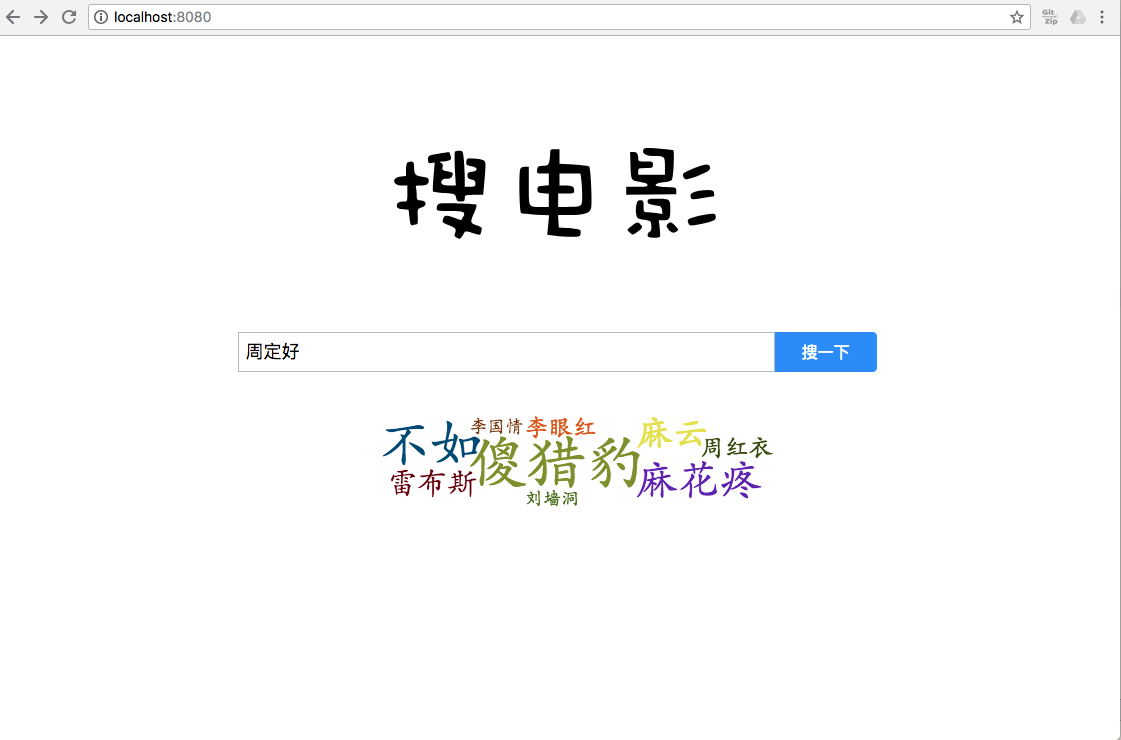 localhost:8080
Git
Zip
搜电影
周定好
搜一下
李国情 李眼红 麻云
不如 傻猎豹 周红衣
雷布斯 麻花疼
刘墙洞